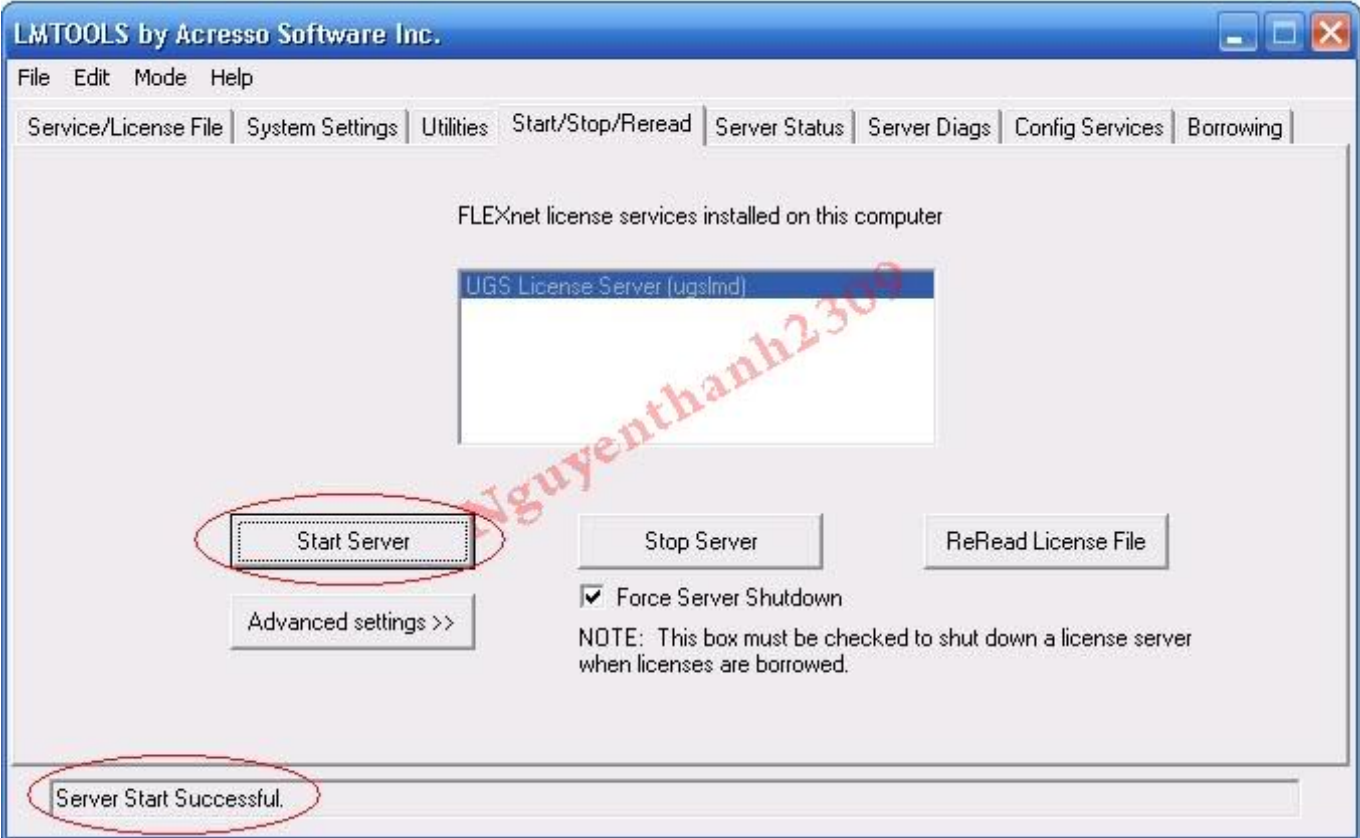 LMTOOLS by Acresso Software Inc.
File Edit Mode Help
Service/License File System Settings Utilities Start/Stop/Reread Server Status Server Diags Config Services Borrowing
FLEXnet license services installed on this computer
UGS License Server (ugslmd)
Nguyenthanh2309
Start Server Stop Server ReRead License File
Force Server Shutdown
Advanced settings >>
NOTE: This box must be checked to shut down a license server
when licenses are borrowed.
Server Start Successful.